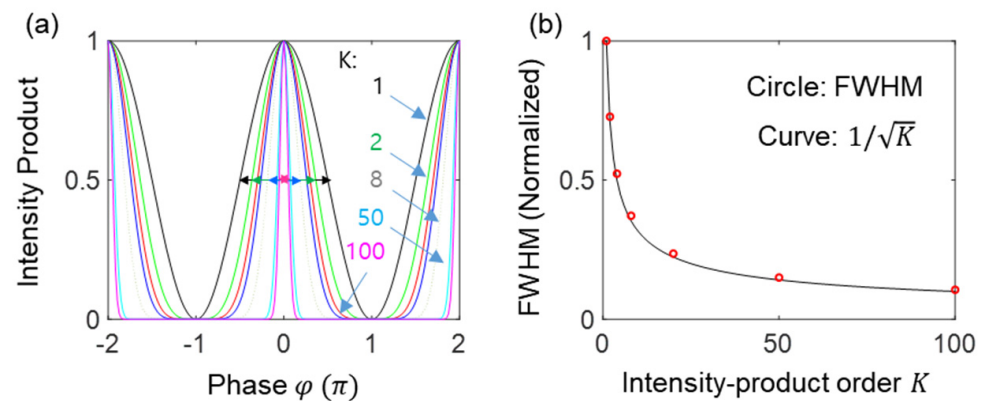 (a)
1
0.5
0
Intensity Product
-2
-1
0
1
2
Phase φ (π)
K:
1
2
8
50
100
(b)
1
0.5
0
FWHM (Normalized)
0
50
100
Intensity-product order K
Circle: FWHM
Curve: 1/√K